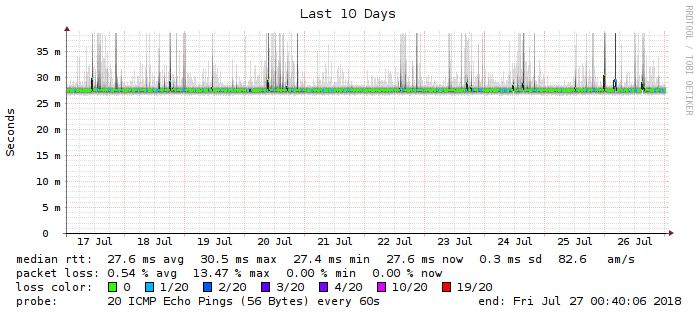 Last 10 Days
RRDTOOL / TOBI OETIKER
Seconds
35 m
30 m
25 m
20 m
15 m
10 m
5 m
0
17 Jul 18 Jul 19 Jul 20 Jul 21 Jul 22 Jul 23 Jul 24 Jul 25 Jul 26 Jul
median rtt: 27.6 ms avg 30.5 ms max 27.4 ms min 27.6 ms now 0.3 ms sd 82.6 am/s
packet loss: 0.54 % avg 13.47 % max 0.00 % min 0.00 % now
loss color: 0 1/20 2/20 3/20 4/20 10/20 19/20
probe: 20 ICMP Echo Pings (56 Bytes) every 60s end: Fri Jul 27 00:40:06 2018